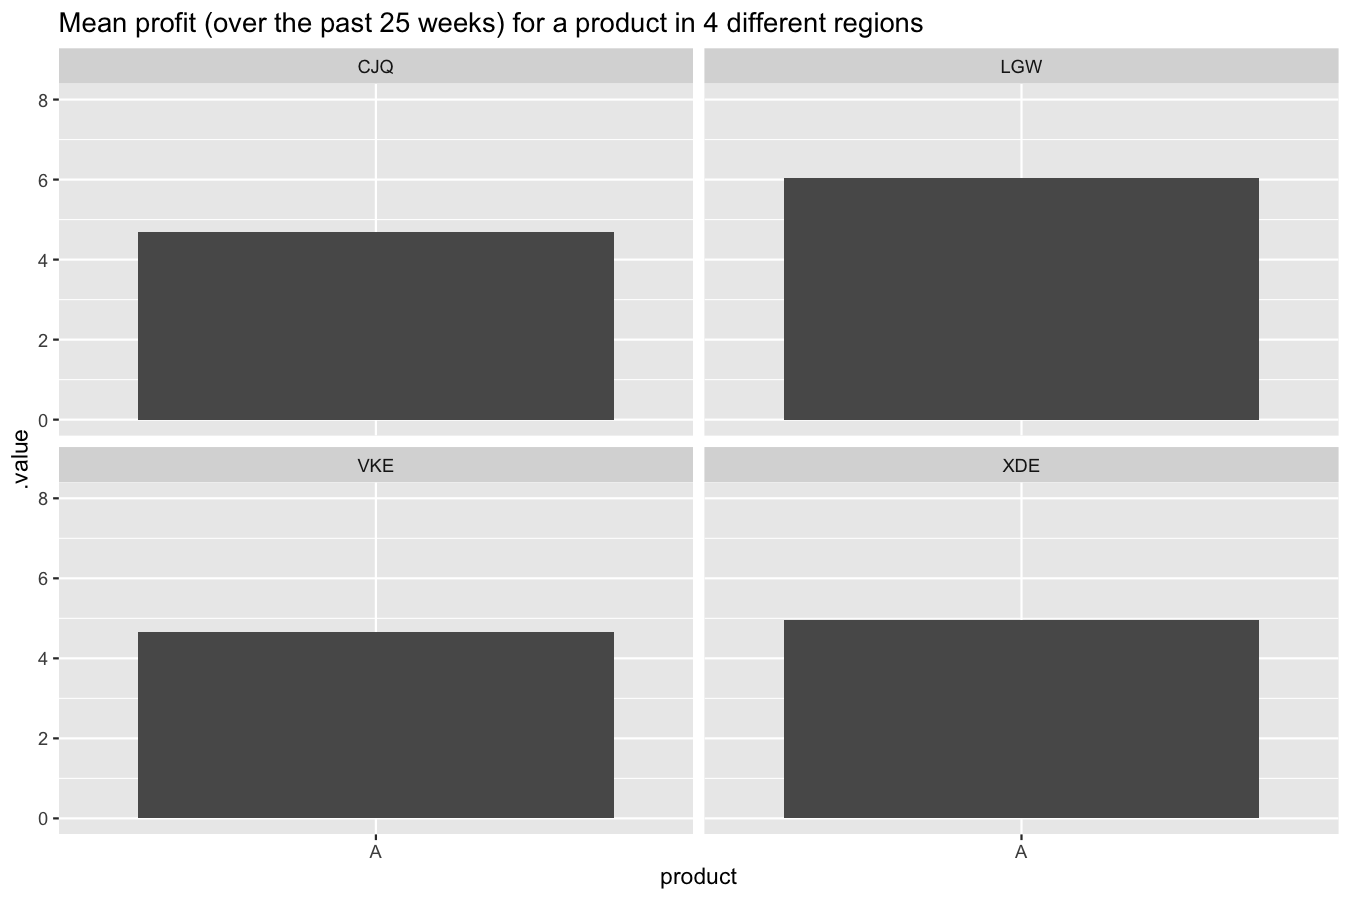 Mean profit (over the past 25 weeks) for a product in 4 different regions
CJQ
LGW
8
6
4
2
0
.value
VKE
XDE
8
6
4
2
0
A
A
product